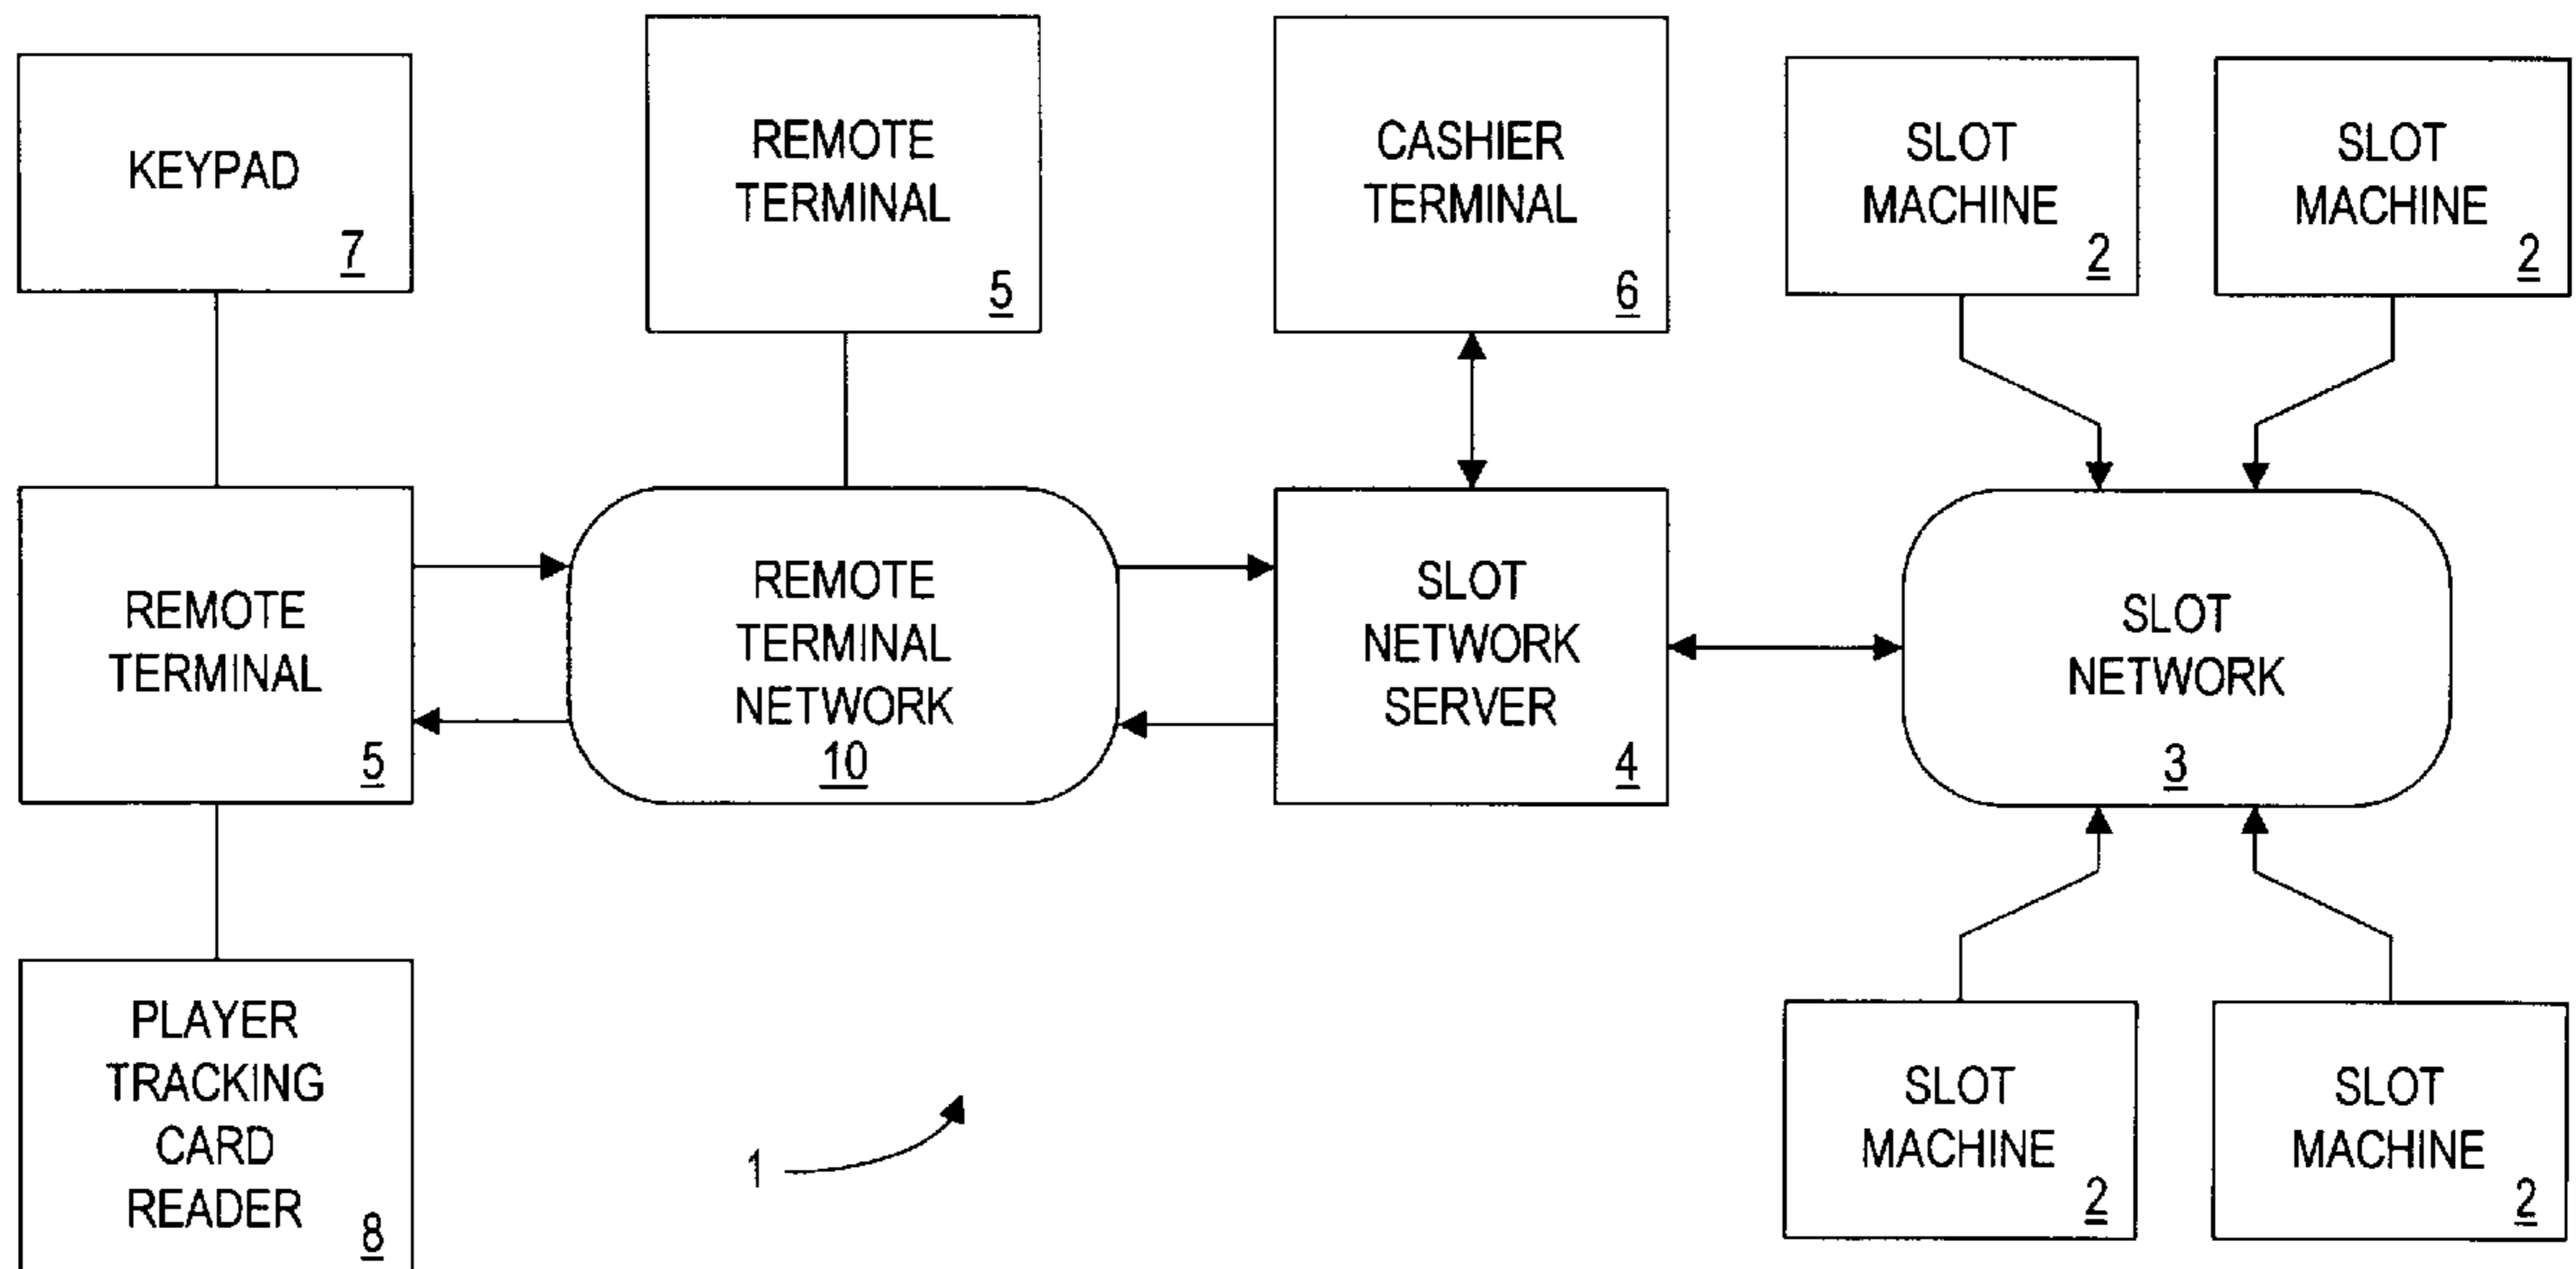 KEYPAD
7
REMOTE
TERMINAL
5
CASHIER
TERMINAL
6
SLOT
MACHINE
2
SLOT
MACHINE
2
REMOTE
TERMINAL
5
REMOTE
TERMINAL
NETWORK
10
SLOT
NETWORK
SERVER
4
SLOT
NETWORK
3
PLAYER
TRACKING
CARD
READER
8
1
SLOT
MACHINE
2
SLOT
MACHINE
2